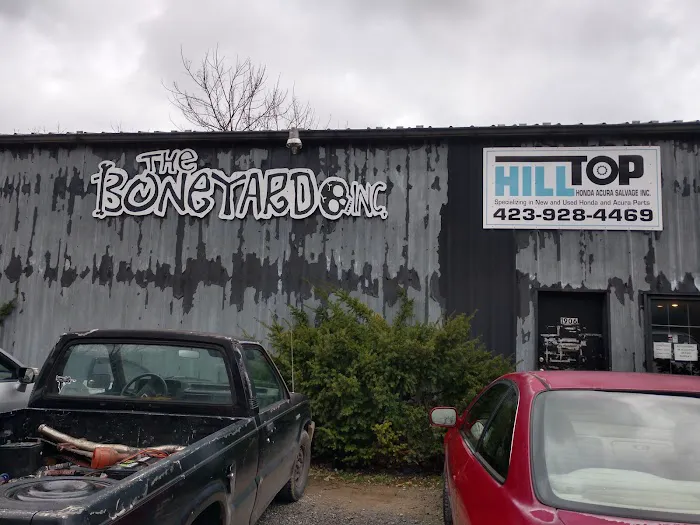 THE
BONEYARD INC.
HILLTOP
HONDA ACURA SALVAGE INC.
Specializing in New and Used Honda and Acura Parts
423-928-4469